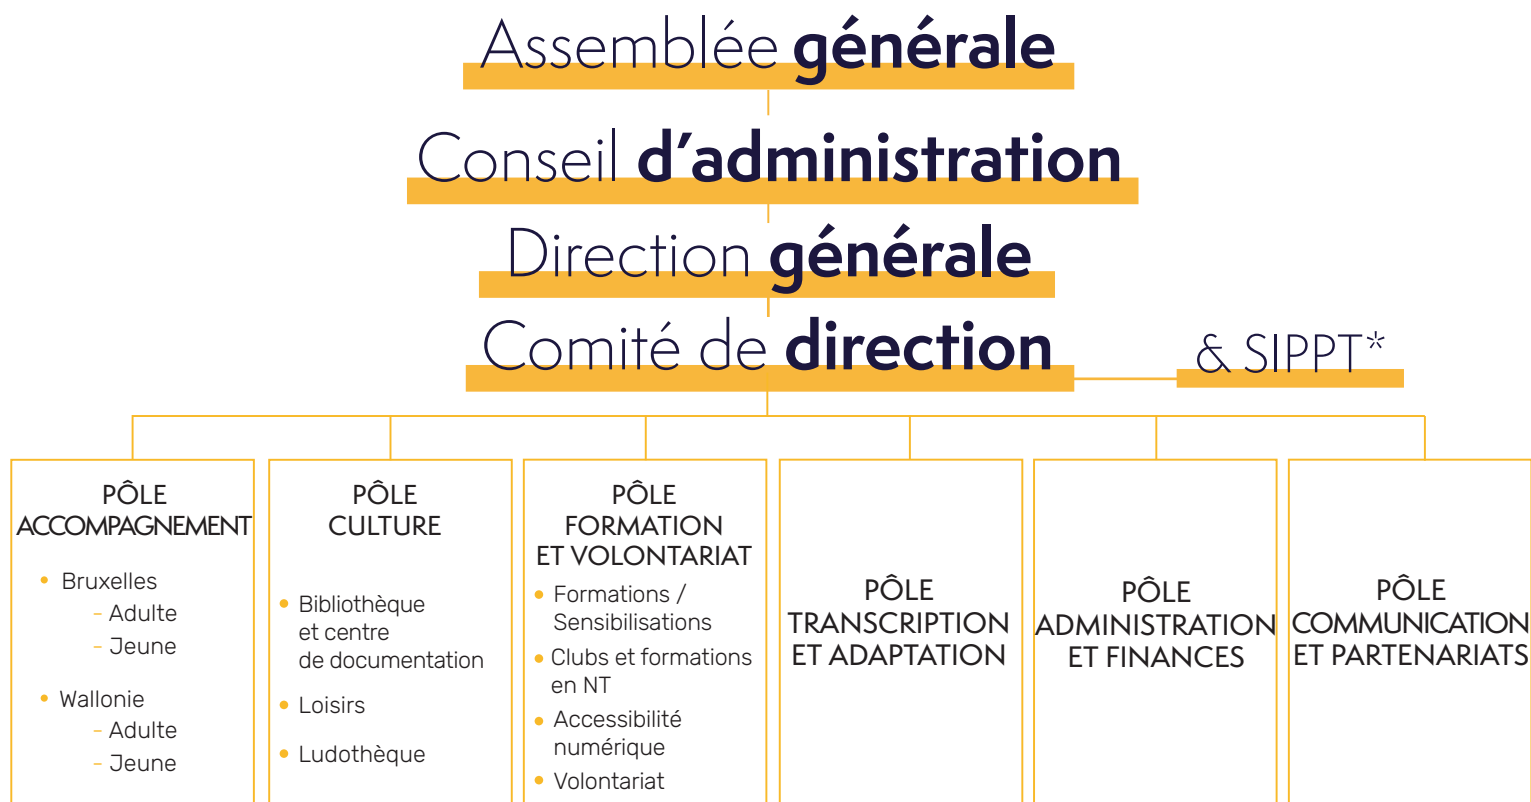 Assemblée générale
Conseil d'administration
Direction générale
Comité de direction
& SIPPT*
PÔLE
ACCOMPAGNEMENT
• Bruxelles
- Adulte
- Jeune
• Wallonie
- Adulte
- Jeune
PÔLE
CULTURE
• Bibliothèque
et centre
de documentation
• Loisirs
• Ludothèque
PÔLE
FORMATION
ET VOLONTARIAT
• Formations /
Sensibilisations
• Clubs et formations
en NT
• Accessibilité
numérique
• Volontariat
PÔLE
TRANSCRIPTION
ET ADAPTATION
PÔLE
ADMINISTRATION
ET FINANCES
PÔLE
COMMUNICATION
ET PARTENARIATS